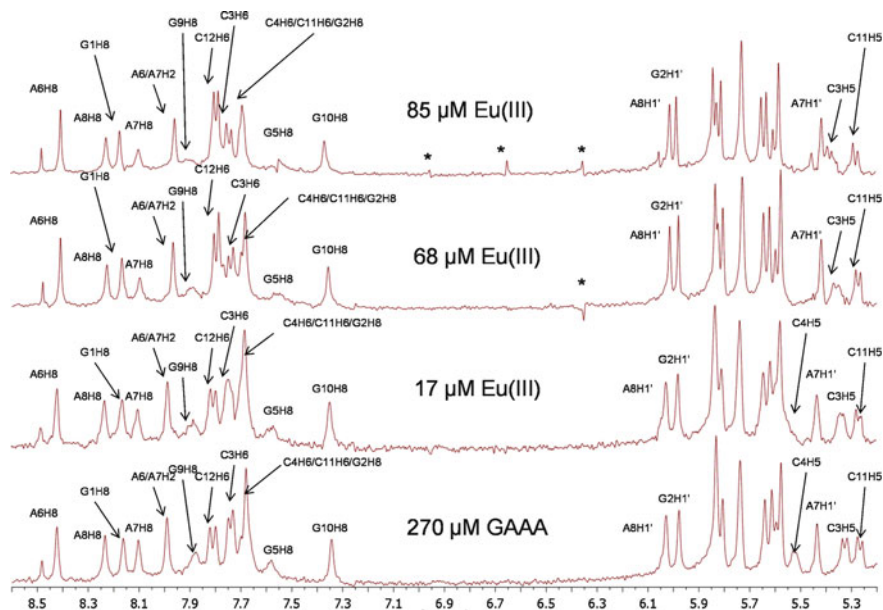 C3H6
C4H6/C11H6/G2H8
G9H8
C12H6
G1H8
A6/A7H2
A6H8
A8H8
A7H8
G5H8
G10H8
85 µM Eu(III)
*
*
*
G2H1'
A8H1'
A7H1'
C3H5
C11H5
C12H6
G9H8
C3H6
G1H8
A6/A7H2
C4H6/C11H6/G2H8
A6H8
A8H8
A7H8
G5H8
G10H8
68 µM Eu(III)
*
G2H1'
A8H1'
A7H1'
C3H5
C11H5
A6/A7H2
G1H8
G9H8
C12H6
C3H6
C4H6/C11H6/G2H8
A6H8
A8H8
A7H8
G5H8
G10H8
17 µM Eu(III)
G2H1'
A8H1'
C4H5
A7H1'
C3H5
C11H5
A6/A7H2
G9H8
C12H6
C3H6
C4H6/C11H6/G2H8
G1H8
A6H8
A8H8
A7H8
G5H8
G10H8
270 µM GAAA
G2H1'
A8H1'
C4H5
A7H1'
C3H5
C11H5
8.5 8.3 8.1 7.9 7.7 7.5 7.3 7.1 6.9 6.7 6.5 6.3 6.1 5.9 5.7 5.5 5.3